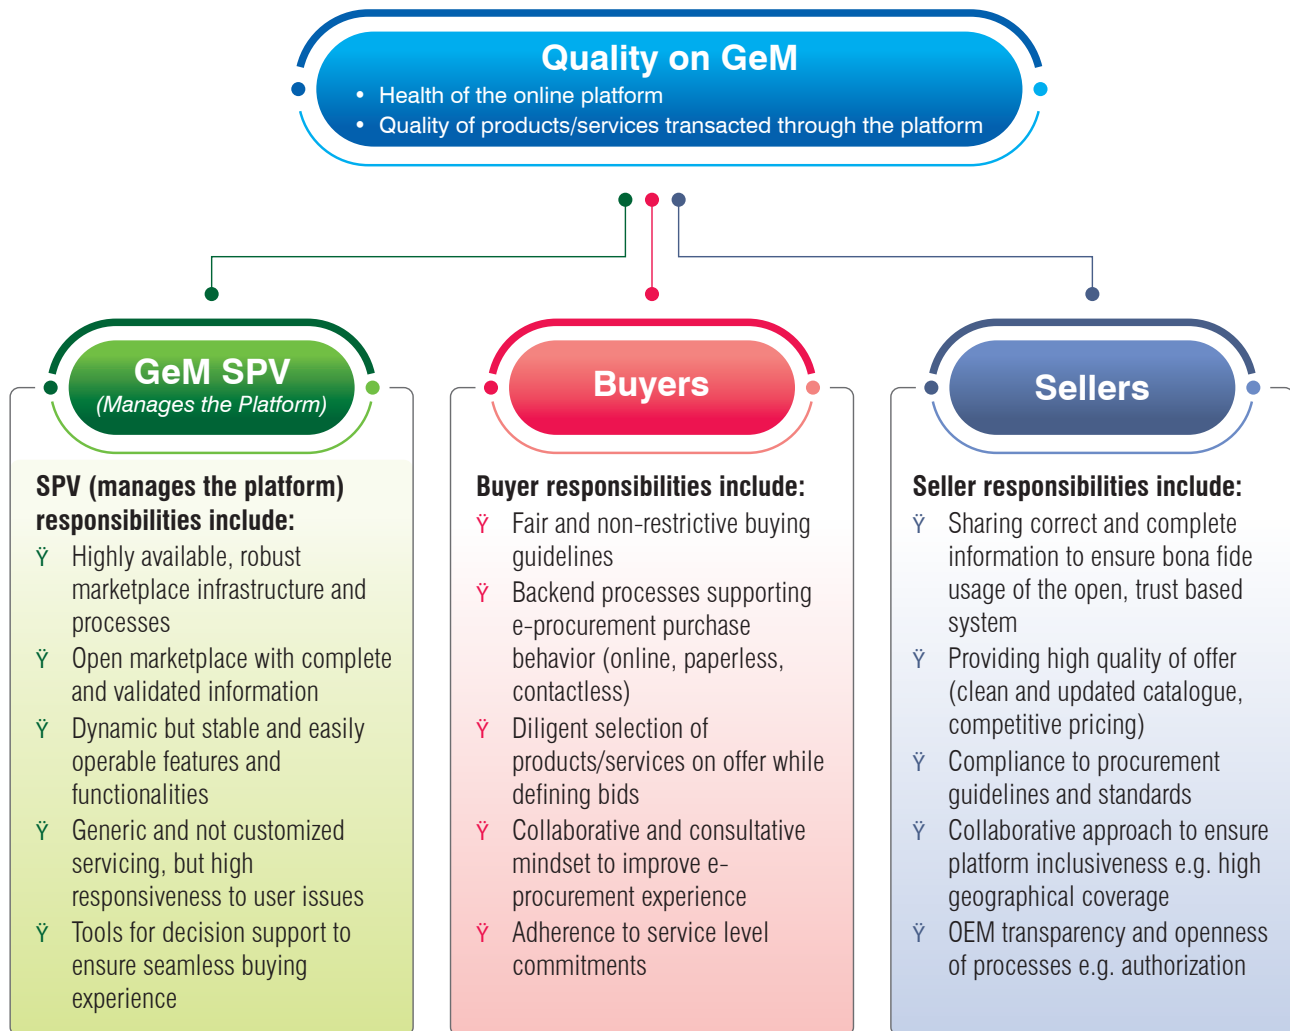 Quality on GeM
• Health of the online platform
• Quality of products/services transacted through the platform
GeM SPV
(Manages the Platform)
SPV (manages the platform)
responsibilities include:
Ÿ Highly available, robust
marketplace infrastructure and
processes
Ÿ Open marketplace with complete
and validated information
Ÿ Dynamic but stable and easily
operable features and
functionalities
Ÿ Generic and not customized
servicing, but high
responsiveness to user issues
Ÿ Tools for decision support to
ensure seamless buying
experience
Buyers
Buyer responsibilities include:
Ÿ Fair and non-restrictive buying
guidelines
Ÿ Backend processes supporting
e-procurement purchase
behavior (online, paperless,
contactless)
Ÿ Diligent selection of
products/services on offer while
defining bids
Ÿ Collaborative and consultative
mindset to improve e-
procurement experience
Ÿ Adherence to service level
commitments
Sellers
Seller responsibilities include:
Ÿ Sharing correct and complete
information to ensure bona fide
usage of the open, trust based
system
Ÿ Providing high quality of offer
(clean and updated catalogue,
competitive pricing)
Ÿ Compliance to procurement
guidelines and standards
Ÿ Collaborative approach to ensure
platform inclusiveness e.g. high
geographical coverage
Ÿ OEM transparency and openness
of processes e.g. authorization